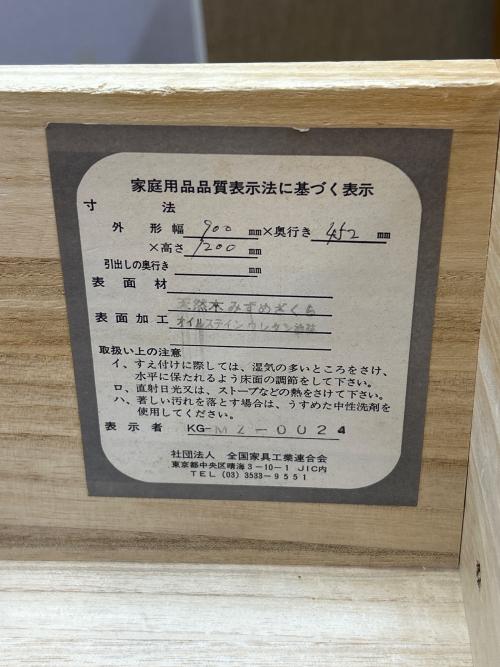 家庭用品品質表示法に基づく表示
寸法
外形幅 900 mm×奥行き 452 mm
×高さ 1200 mm
引出しの奥行き mm
表面材
天然木みずめざくら
表面加工 オイルステインウレタン塗装
取扱い上の注意
イ、すえ付けに際しては、湿気の多いところをさけ、
水平に保たれるよう床面の調節をして下さい。
ロ、直射日光又は、ストーブなどの熱をさけて下さい。
ハ、著しい汚れを落とす場合は、うすめた中性洗剤を
使用してください。
表示者 KG-M2-0024
社団法人 全国家具工業連合会
東京都中央区晴海3-10-1 JIC内
TEL (03) 3533-9551